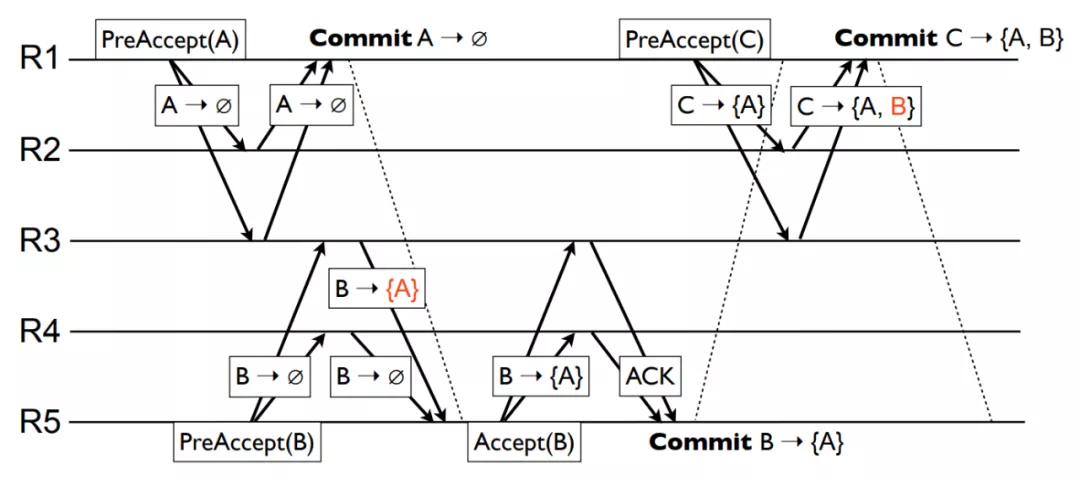 PreAccept(A)
Commit A → ∅
PreAccept(C)
Commit C → {A, B}
R1
A → ∅
A → ∅
C → {A}
C → {A, B}
R2
R3
B → {A}
R4
B → ∅
B → ∅
B → {A}
ACK
R5
PreAccept(B)
Accept(B)
Commit B → {A}